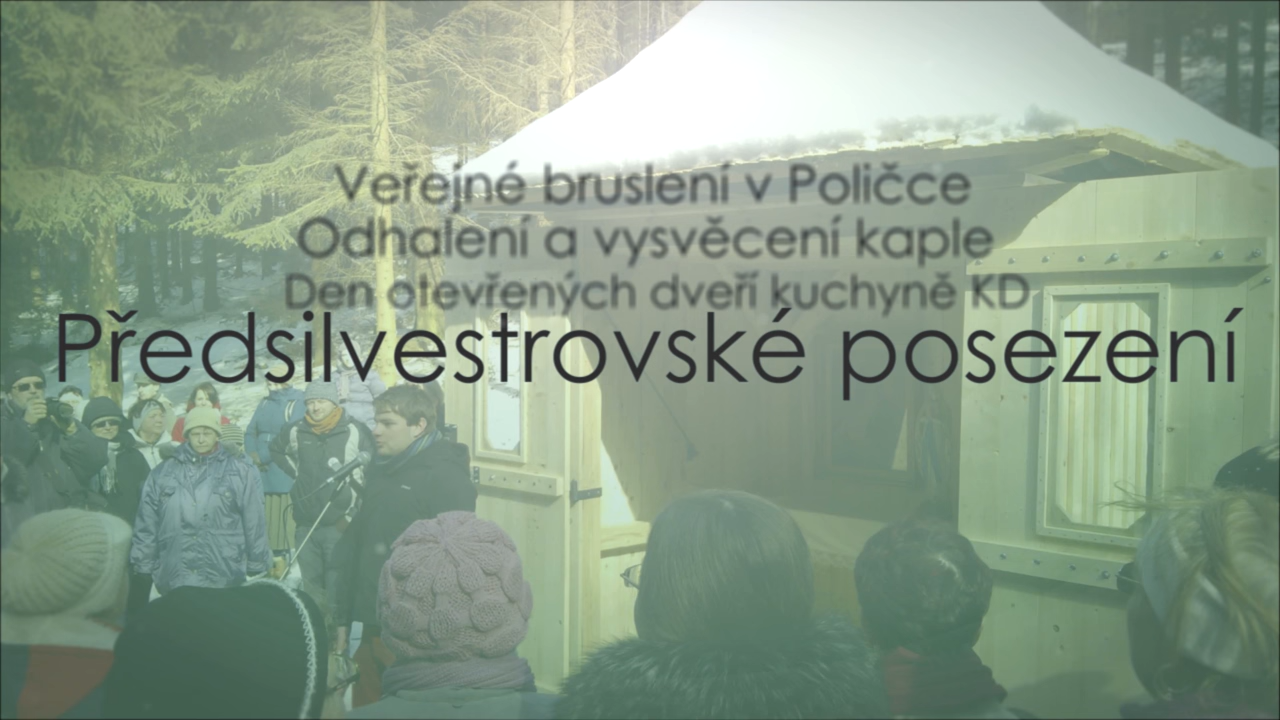 Veřejné bruslení v Poličce
Odhalení a vysvěcení kaple
Den otevřených dveří kuchyně KD
Předsilvestrovské posezení